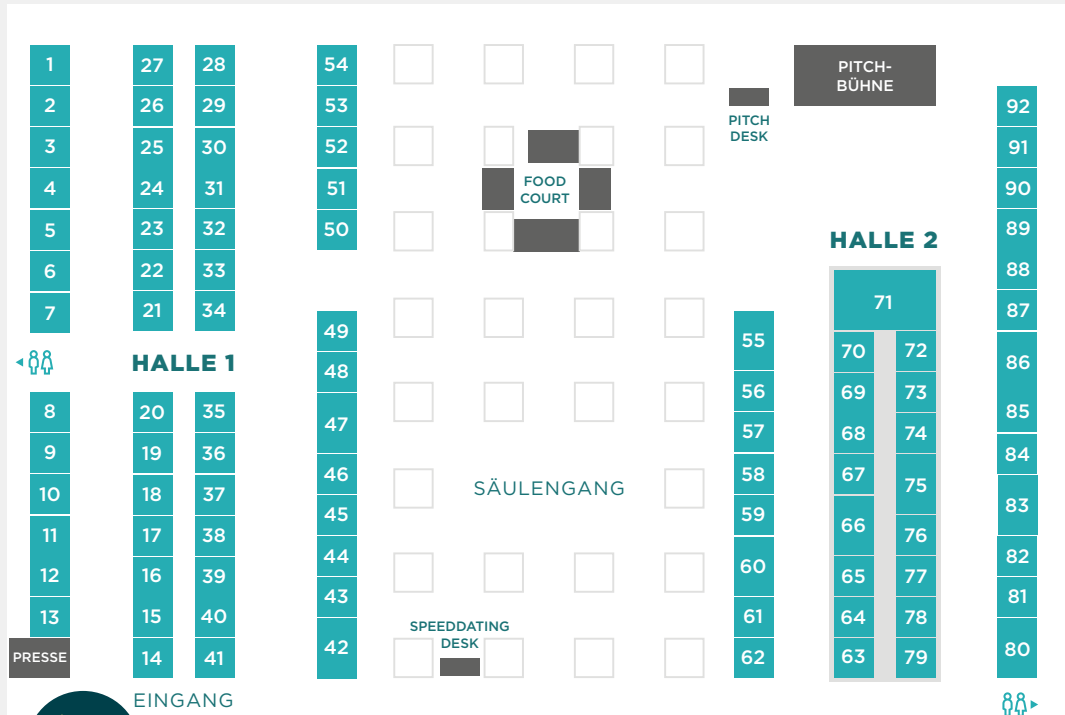 1 27 28 54
PITCH-
BÜHNE
2 26 29 53 92
PITCH
DESK
3 25 30 52 91
4 24 31 51 90
FOOD
COURT
5 23 32 50 89
HALLE 2
6 22 33 88
7 21 34 71 87
49 55
HALLE 1
48 70 72 86
8 20 35 47 56 69 73 85
9 19 36 57 68 74 84
10 18 37 46 58 67 75 83
SÄULENGANG
11 17 38 45 59 66 76
12 16 39 44 60 65 77 82
13 15 40 43 61 64 78 81
SPEEDDATING
DESK
PRESSE 14 41 42 62 63 79 80
EINGANG